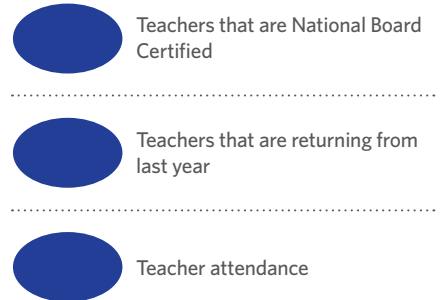 Teachers that are National Board
Certified
Teachers that are returning from
last year
Teacher attendance